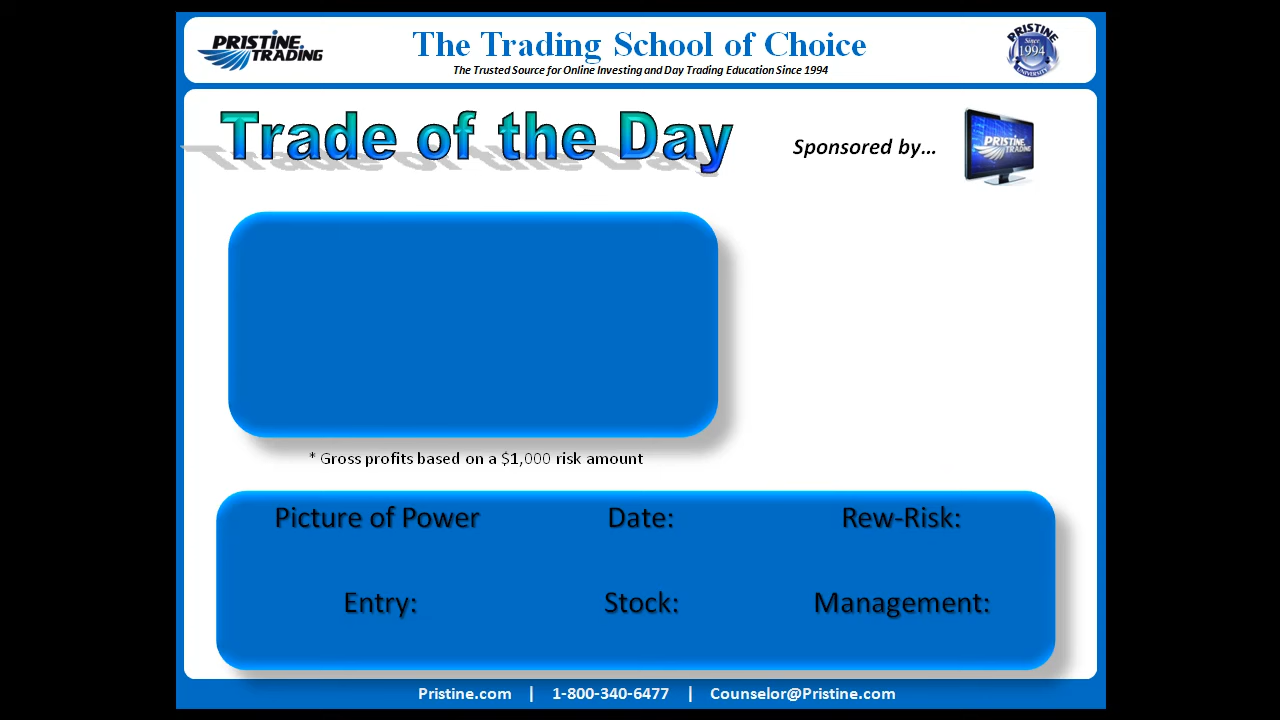 PRISTINE.
TRADING
The Trading School of Choice
The Trusted Source for Online Investing and Day Trading Education Since 1994
PRISTINE
Since
1994
UNIVERSITY
Trade of the Day
Sponsored by...
PRISTINE.
TRADING
* Gross profits based on a $1,000 risk amount
Picture of Power Date: Rew-Risk:
Entry: Stock: Management:
Pristine.com | 1-800-340-6477 | Counselor@Pristine.com